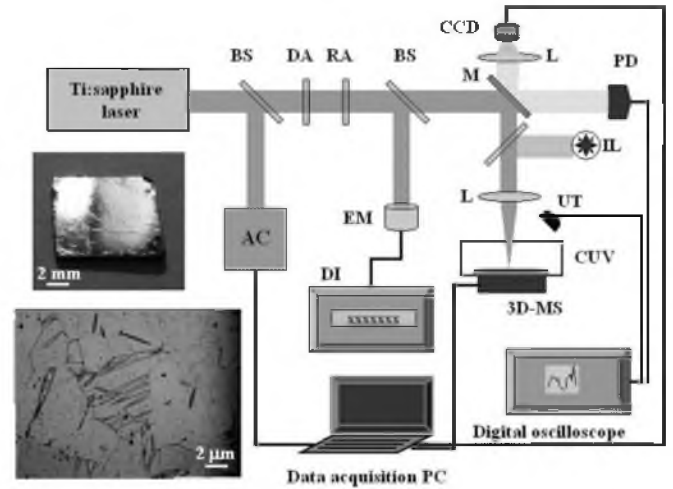 CCD
BS DA RA BS
L
PD
M
Ti:sapphire
laser
IL
L
UT
EM
AC
CUV
2 mm
DI
3D-MS
XXXXXXX
Digital oscilloscope
2 µm
Data acquisition PC